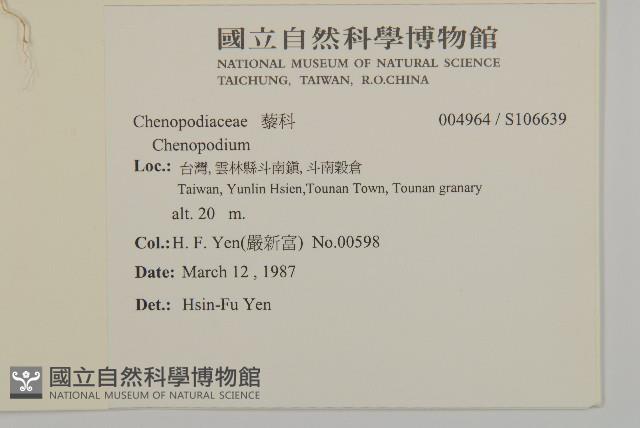 國立自然科學博物館
NATIONAL MUSEUM OF NATURAL SCIENCE
TAICHUNG, TAIWAN, R.O.CHINA
Chenopodiaceae 藜科 004964 / S106639
Chenopodium
Loc.: 台灣, 雲林縣斗南鎮, 斗南穀倉
Taiwan, Yunlin Hsien,Tounan Town, Tounan granary
alt. 20 m.
Col.: H. F. Yen(嚴新富) No.00598
Date: March 12 , 1987
Det.: Hsin-Fu Yen
國立自然科學博物館
NATIONAL MUSEUM OF NATURAL SCIENCE